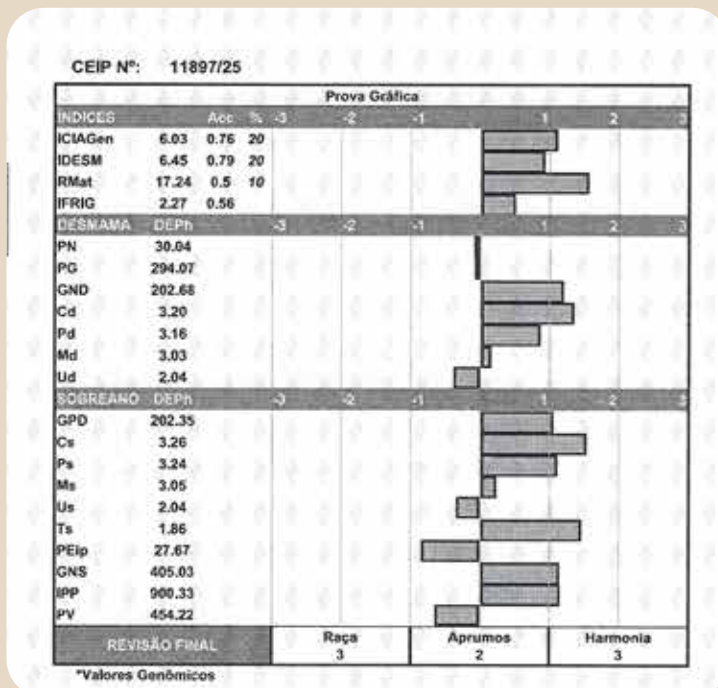 CEIP Nº: 11897/25
Prova Gráfica
INDICES Acc % -3 -2 -1 1 2 3
ICIAGen 6.03 0.76 20
IDESM 6.45 0.79 20
RMat 17.24 0.5 10
IFRIG 2.27 0.56
DESMAMA DEPh -3 -2 -1 1 2 3
PN 30.04
PG 294.07
GND 202.68
Cd 3.20
Pd 3.16
Md 3.03
Ud 2.04
SOBREANO DEPh -3 -2 -1 1 2 3
GPD 202.35
Cs 3.26
Ps 3.24
Ms 3.05
Us 2.04
Ts 1.86
PEip 27.67
GNS 405.03
IPP 900.33
PV 454.22
REVISÃO FINAL Raça Aprumos Harmonia
3 2 3
*Valores Genômicos